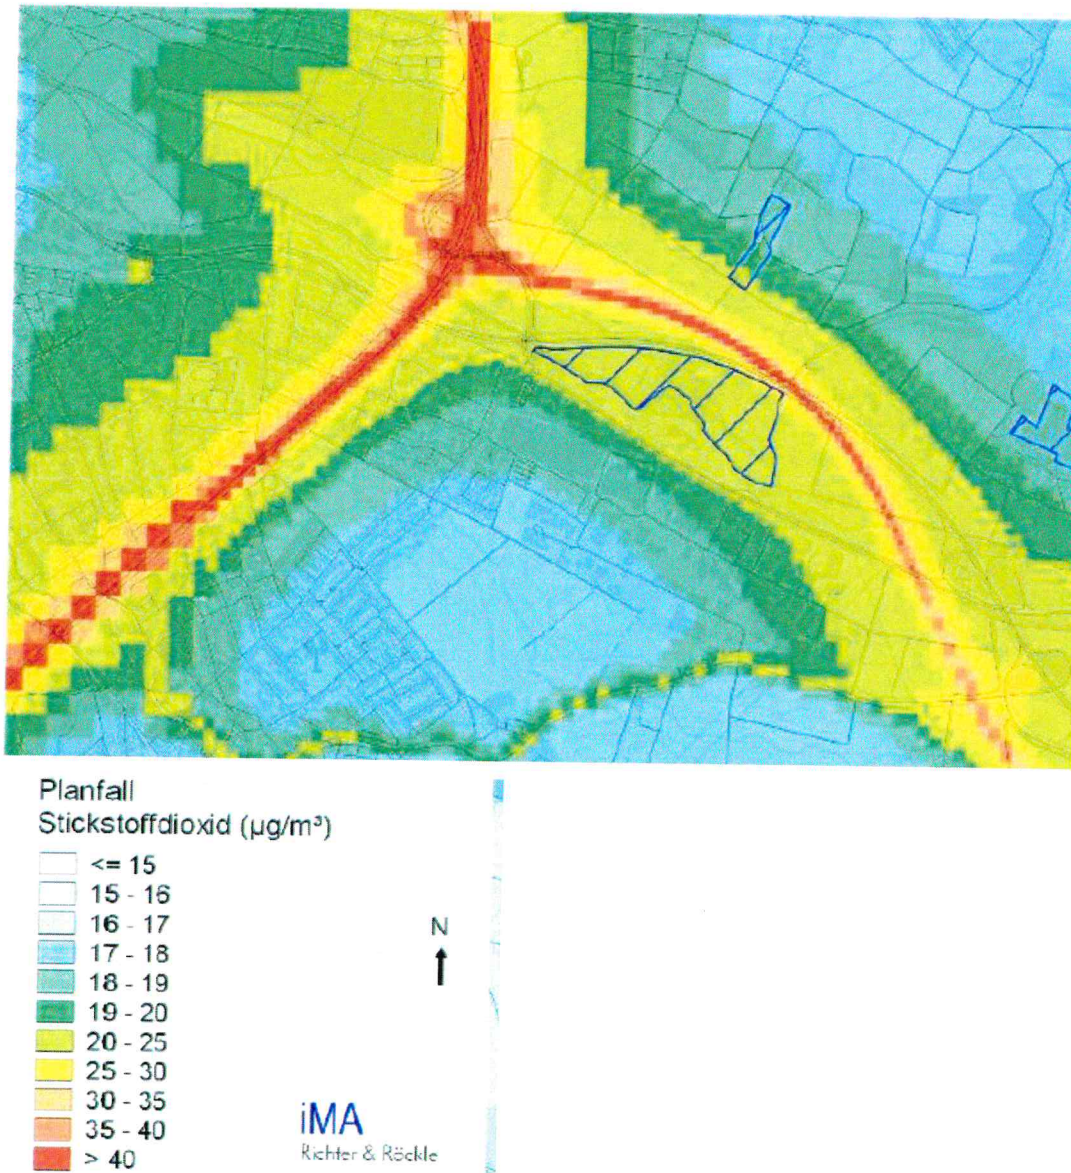 Planfall
Stickstoffdioxid (µg/m³)
<= 15
15 - 16
16 - 17
17 - 18
18 - 19
19 - 20
20 - 25
25 - 30
30 - 35
35 - 40
> 40
N
iMA
Richter & Röckle